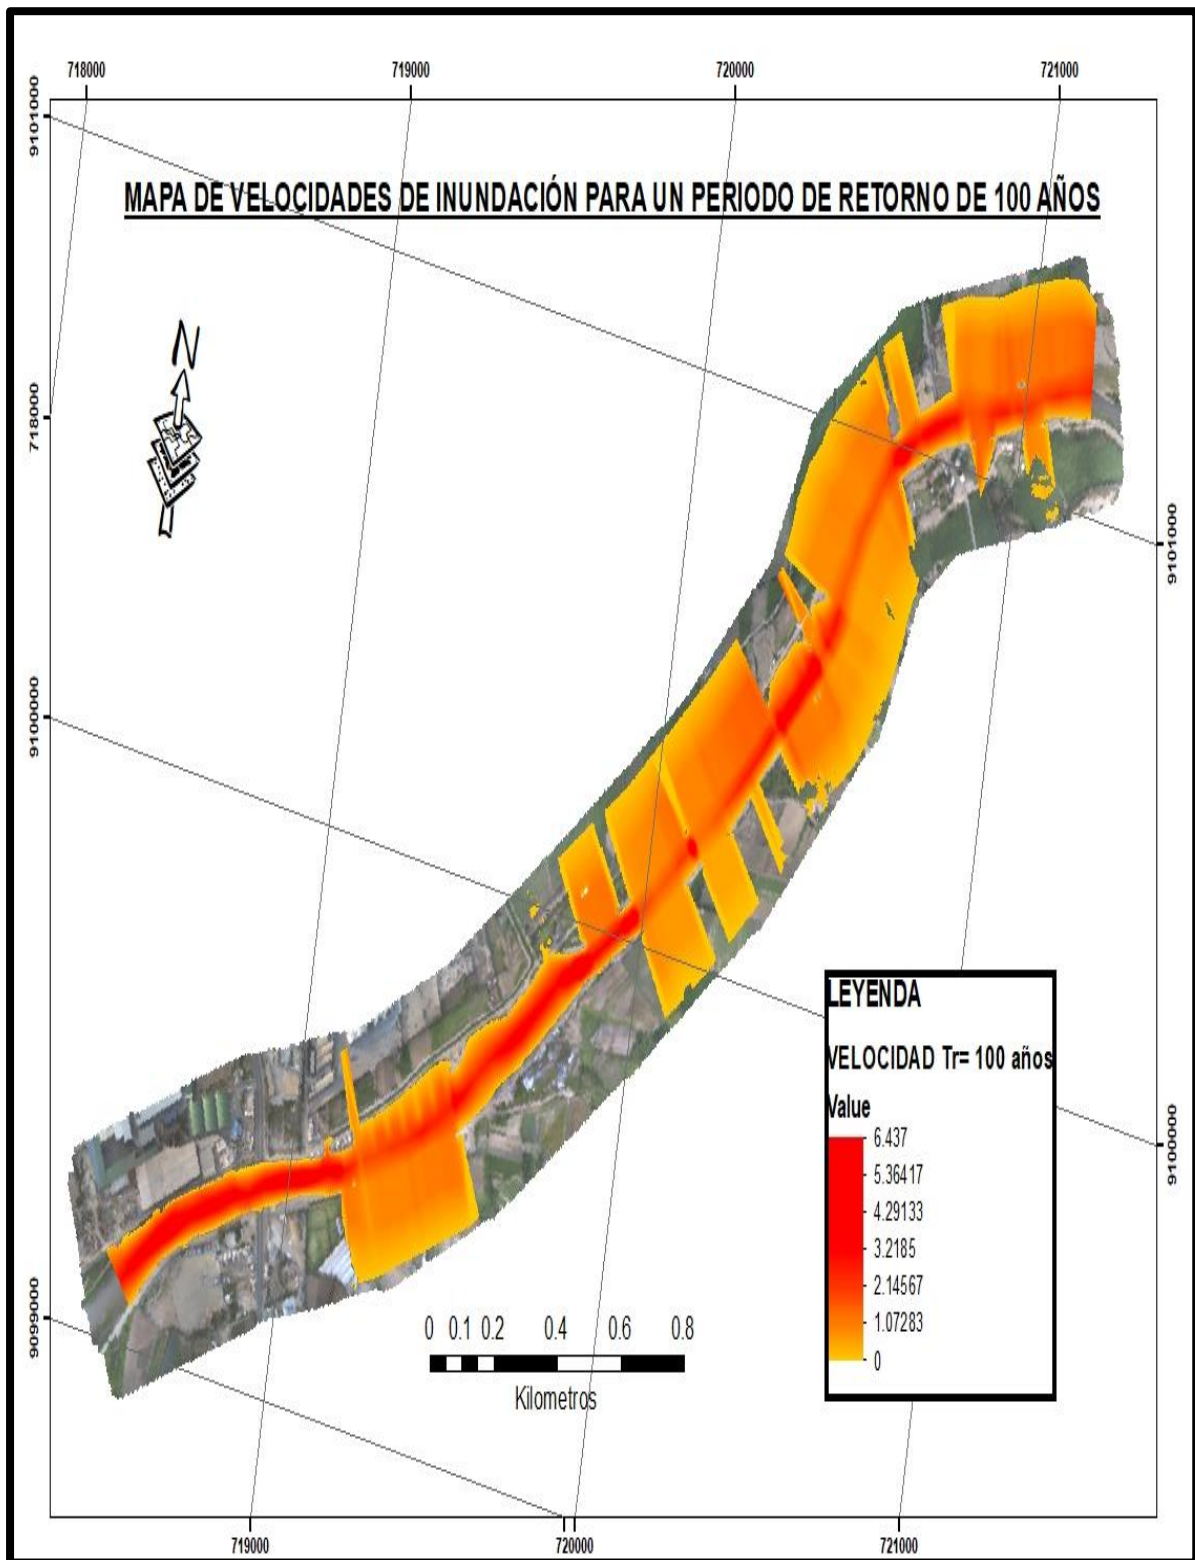 718000 719000 720000 721000
9101000
MAPA DE VELOCIDADES DE INUNDACIÓN PARA UN PERIODO DE RETORNO DE 100 AÑOS
N
718000
9101000
9100000
LEYENDA
VELOCIDAD Tr= 100 años
Value
6.437
5.36417
4.29133
3.2185
2.14567
1.07283
0
9100000
9099000
0 0.1 0.2 0.4 0.6 0.8
Kilometros
719000 720000 721000